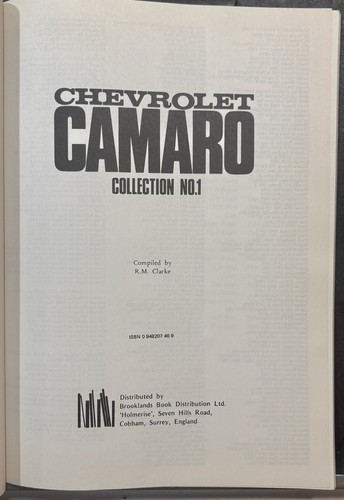 CHEVROLET
CAMARO
COLLECTION NO.1
Compiled by
R.M. Clarke
ISBN 0 948207 46 9
Distributed by
Brooklands Book Distribution Ltd.
'Holmerise', Seven Hills Road,
Cobham, Surrey, England